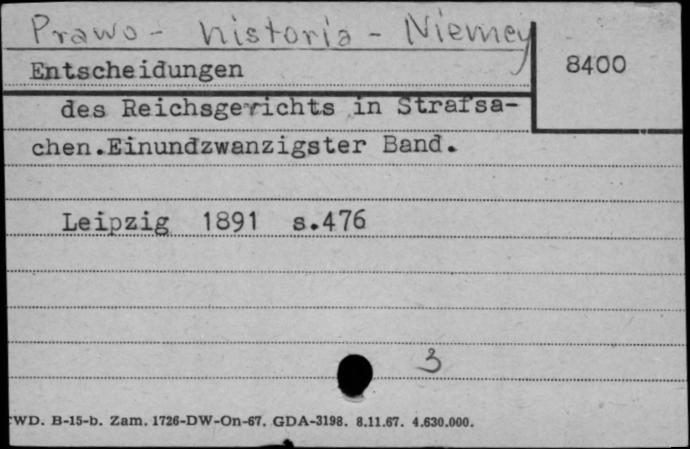 Prawo - historia - Niemcy
Entscheidungen
8400
des Reichsgerichts in Strafsa-
chen.Einundzwanzigster Band.
Leipzig 1891 s.476
3
WD. B-15-b. Zam. 1726-DW-On-67. GDA-3198. 8.11.67. 4.630.000.